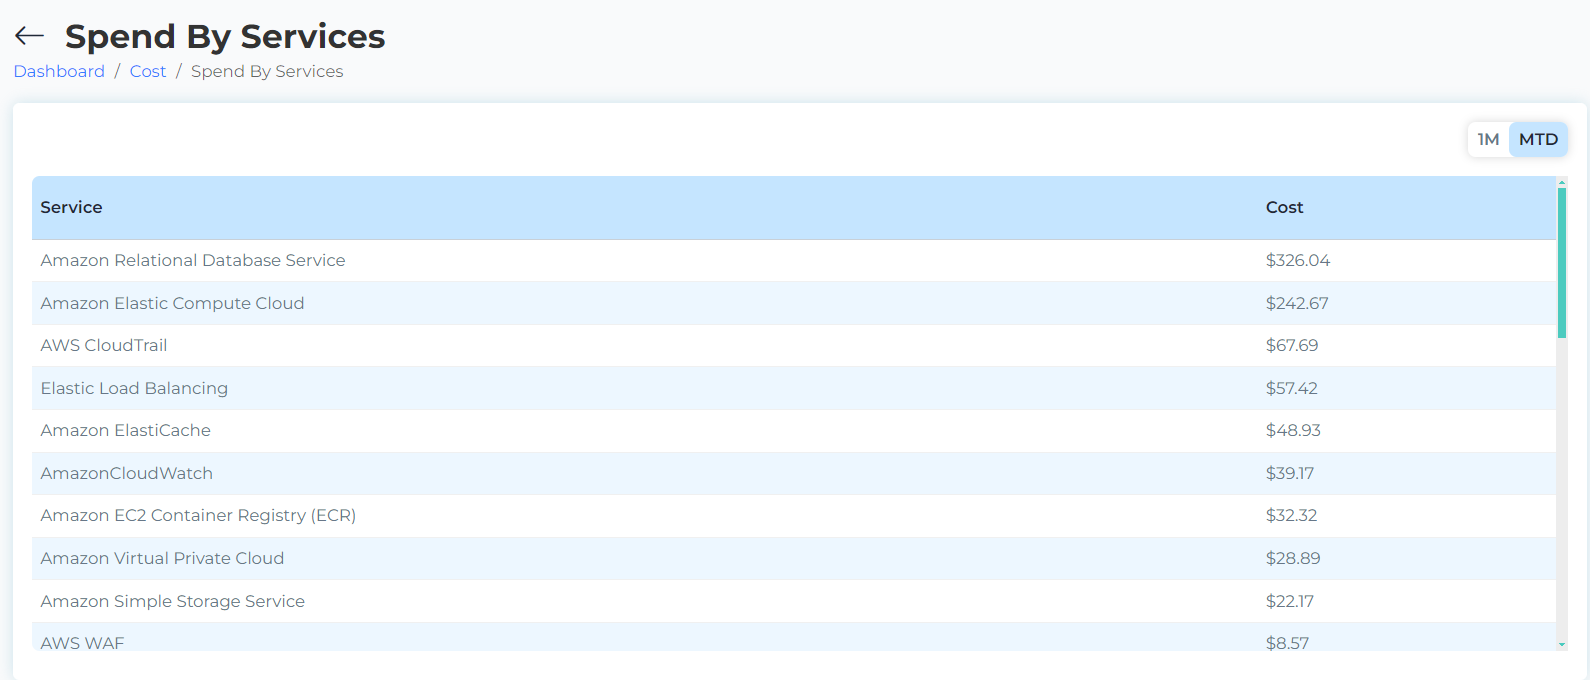 Spend By Services
Dashboard / Cost / Spend By Services
1M MTD
Service Cost
Amazon Relational Database Service $326.04
Amazon Elastic Compute Cloud $242.67
AWS CloudTrail $67.69
Elastic Load Balancing $57.42
Amazon ElastiCache $48.93
AmazonCloudWatch $39.17
Amazon EC2 Container Registry (ECR) $32.32
Amazon Virtual Private Cloud $28.89
Amazon Simple Storage Service $22.17
AWS WAF $8.57